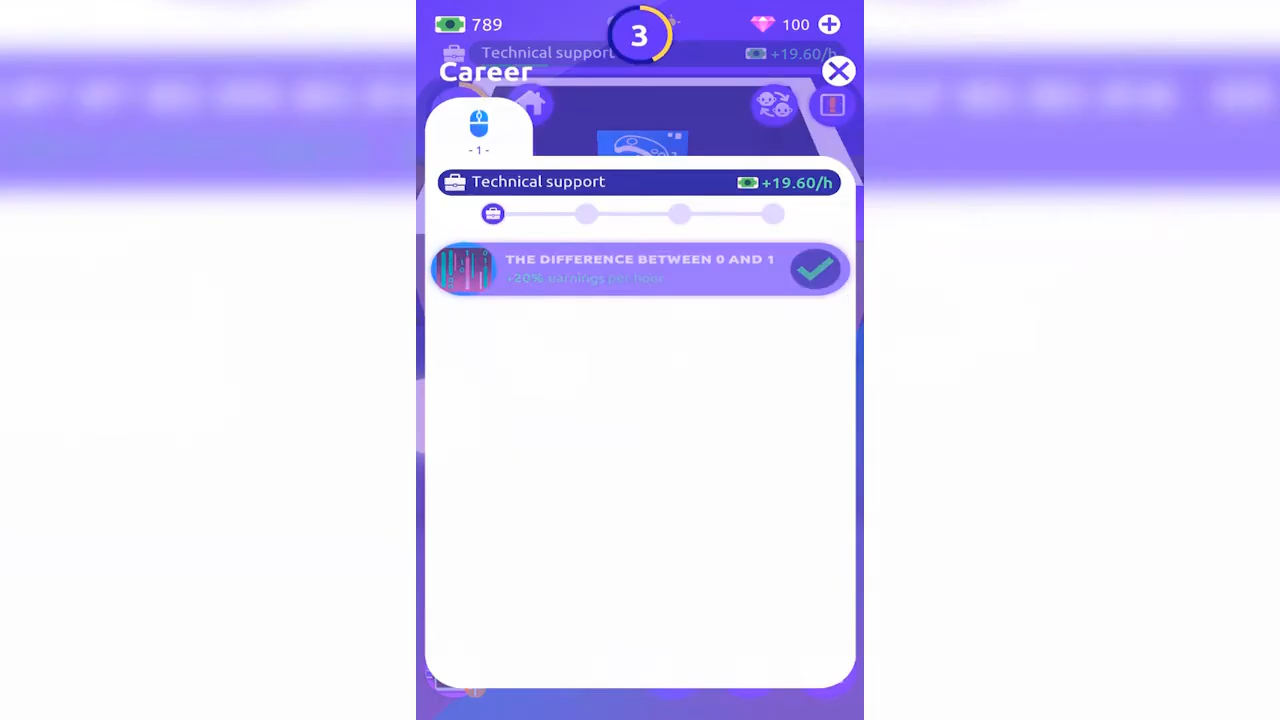 789
3
100
Technical support
+19.60/h
Career
- 1 -
Technical support
+19.60/h
THE DIFFERENCE BETWEEN 0 AND 1
+20% earnings per hour